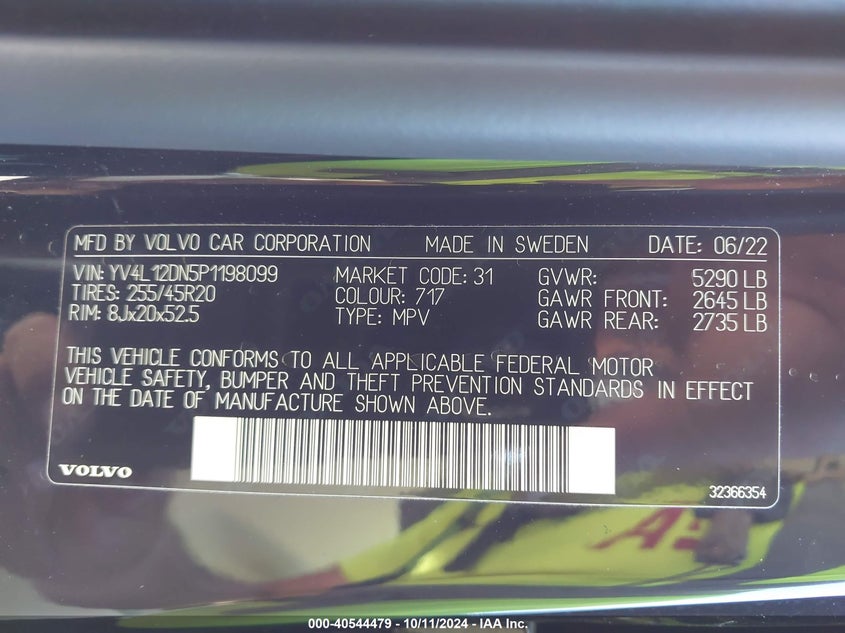 MFD BY VOLVO CAR CORPORATION MADE IN SWEDEN DATE: 06/22
VIN: YV4L12DN5P1198099 MARKET CODE: 31 GVWR: 5290 LB
TIRES: 255/45R20 COLOUR: 717 GAWR FRONT: 2645 LB
RIM: 8Jx20x52.5 TYPE: MPV GAWR REAR: 2735 LB
THIS VEHICLE CONFORMS TO ALL APPLICABLE FEDERAL MOTOR
VEHICLE SAFETY, BUMPER AND THEFT PREVENTION STANDARDS IN EFFECT
ON THE DATE OF MANUFACTURE SHOWN ABOVE.
VOLVO
32366354
000-40544479 - 10/11/2024 - IAA Inc.